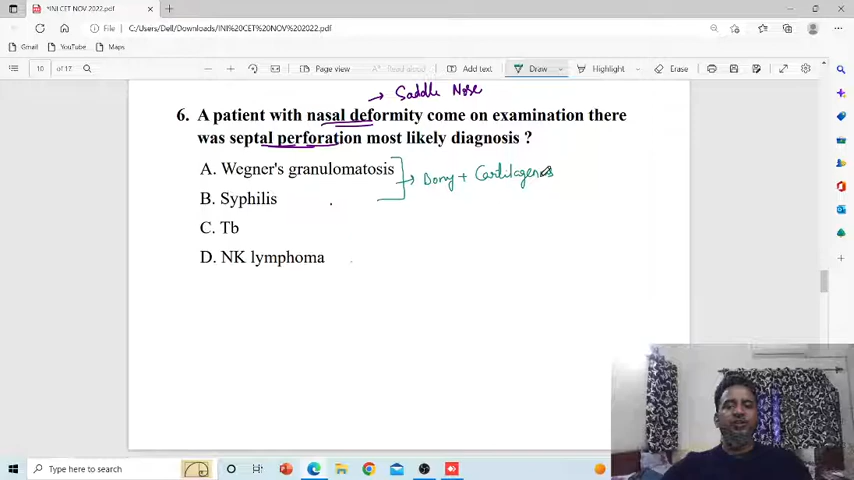 *INI CET NOV 2022.pdf
File
C:/Users/Dell/Downloads/INI%20CET%20NOV%202022.pdf
Gmail
YouTube
Maps
10 of 17
Page view
Read aloud
Add text
Draw
Highlight
Erase
→ Saddle Nose
6. A patient with nasal deformity come on examination there
was septal perforation most likely diagnosis ?
A. Wegner's granulomatosis
→ Bony + Cartilagenos
B. Syphilis
C. Tb
D. NK lymphoma
Type here to search